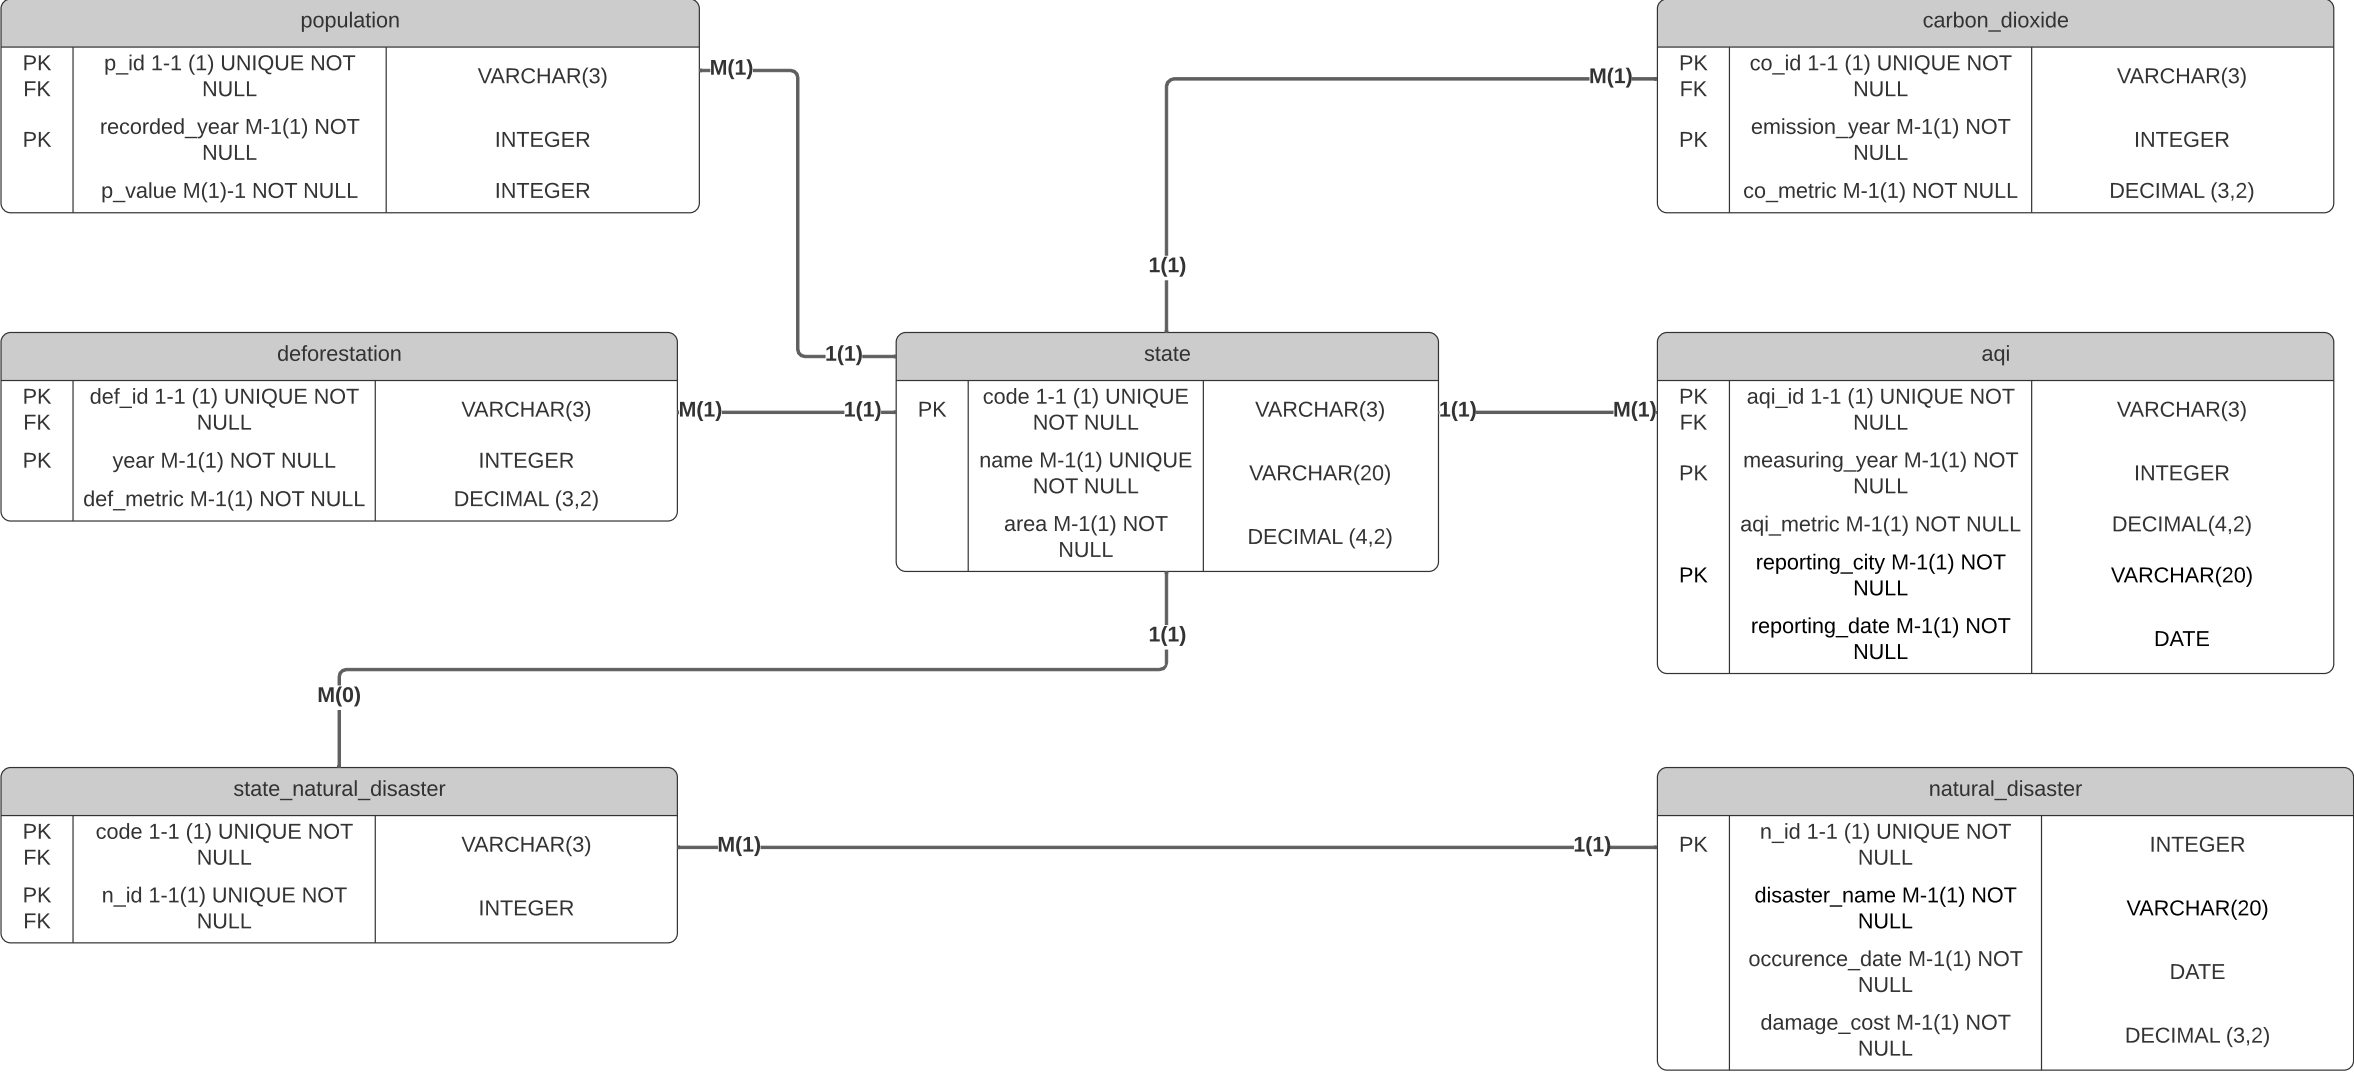 population
PK
FK
p_id 1-1 (1) UNIQUE NOT
NULL
VARCHAR(3)
PK
recorded_year M-1(1) NOT
NULL
INTEGER
p_value M(1)-1 NOT NULL
INTEGER
M(1)
1(1)
carbon_dioxide
PK
FK
co_id 1-1 (1) UNIQUE NOT
NULL
VARCHAR(3)
PK
emission_year M-1(1) NOT
NULL
INTEGER
co_metric M-1(1) NOT NULL
DECIMAL (3,2)
M(1)
1(1)
deforestation
PK
FK
def_id 1-1 (1) UNIQUE NOT
NULL
VARCHAR(3)
PK
year M-1(1) NOT NULL
INTEGER
def_metric M-1(1) NOT NULL
DECIMAL (3,2)
M(1)
1(1)
state
PK
code 1-1 (1) UNIQUE
NOT NULL
VARCHAR(3)
name M-1(1) UNIQUE
NOT NULL
VARCHAR(20)
area M-1(1) NOT
NULL
DECIMAL (4,2)
1(1)
M(1)
aqi
PK
FK
aqi_id 1-1 (1) UNIQUE NOT
NULL
VARCHAR(3)
PK
measuring_year M-1(1) NOT
NULL
INTEGER
aqi_metric M-1(1) NOT NULL
DECIMAL(4,2)
PK
reporting_city M-1(1) NOT
NULL
VARCHAR(20)
reporting_date M-1(1) NOT
NULL
DATE
1(1)
M(0)
state_natural_disaster
PK
FK
code 1-1 (1) UNIQUE NOT
NULL
VARCHAR(3)
PK
FK
n_id 1-1(1) UNIQUE NOT
NULL
INTEGER
M(1)
1(1)
natural_disaster
PK
n_id 1-1 (1) UNIQUE NOT
NULL
INTEGER
disaster_name M-1(1) NOT
NULL
VARCHAR(20)
occurence_date M-1(1) NOT
NULL
DATE
damage_cost M-1(1) NOT
NULL
DECIMAL (3,2)